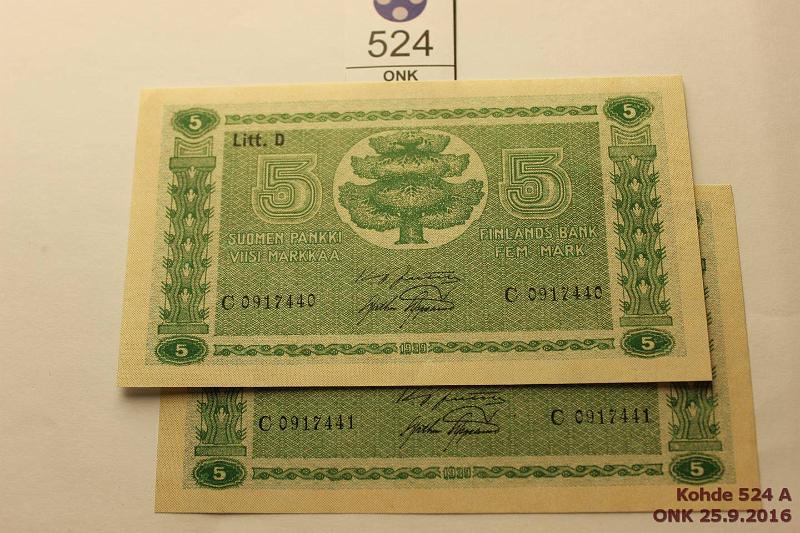 524
ONK
5 5
Litt. D
5 5
SUOMEN PANKKI FINLANDS BANK
VIISI MARKKAA FEM MARK
C 0917440 C 0917440
5 1939 5
C 0917441 C 0917441
5 1939 5
Kohde 524 A
ONK 25.9.2016